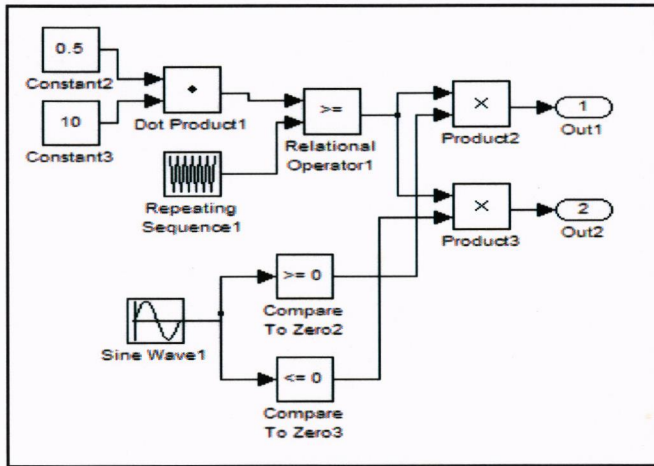 0.5
Constant2
10
Constant3
Dot Product1
>=
Relational
Operator1
Repeating
Sequence1
×
Product2
1
Out1
×
Product3
2
Out2
Sine Wave1
>= 0
Compare
To Zero2
<= 0
Compare
To Zero3